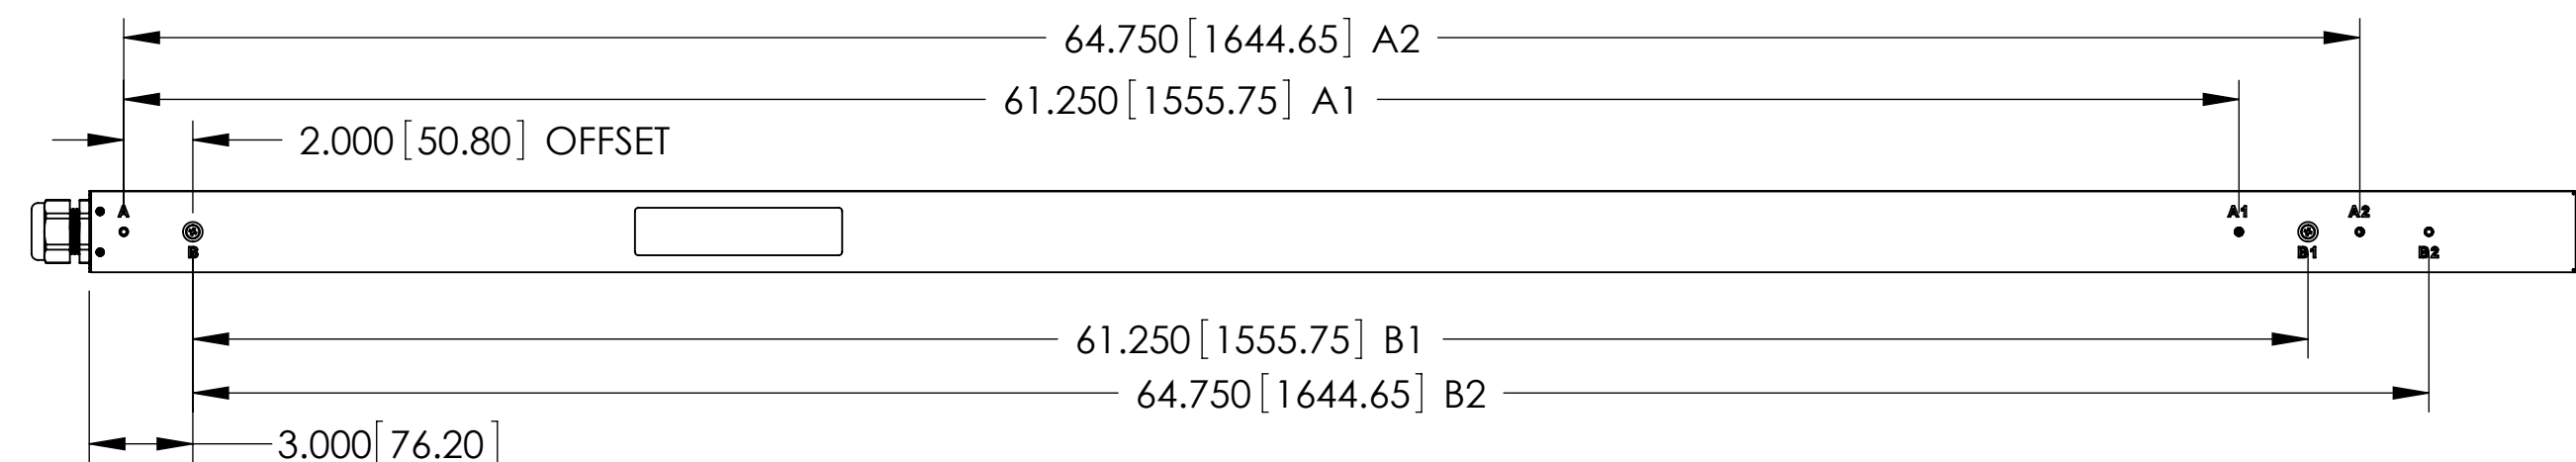 64.750[1644.65] A2
61.250[1555.75] A1
2.000[50.80] OFFSET
A
A1
A2
B
B1
B2
61.250[1555.75] B1
64.750[1644.65] B2
3.000[76.20]